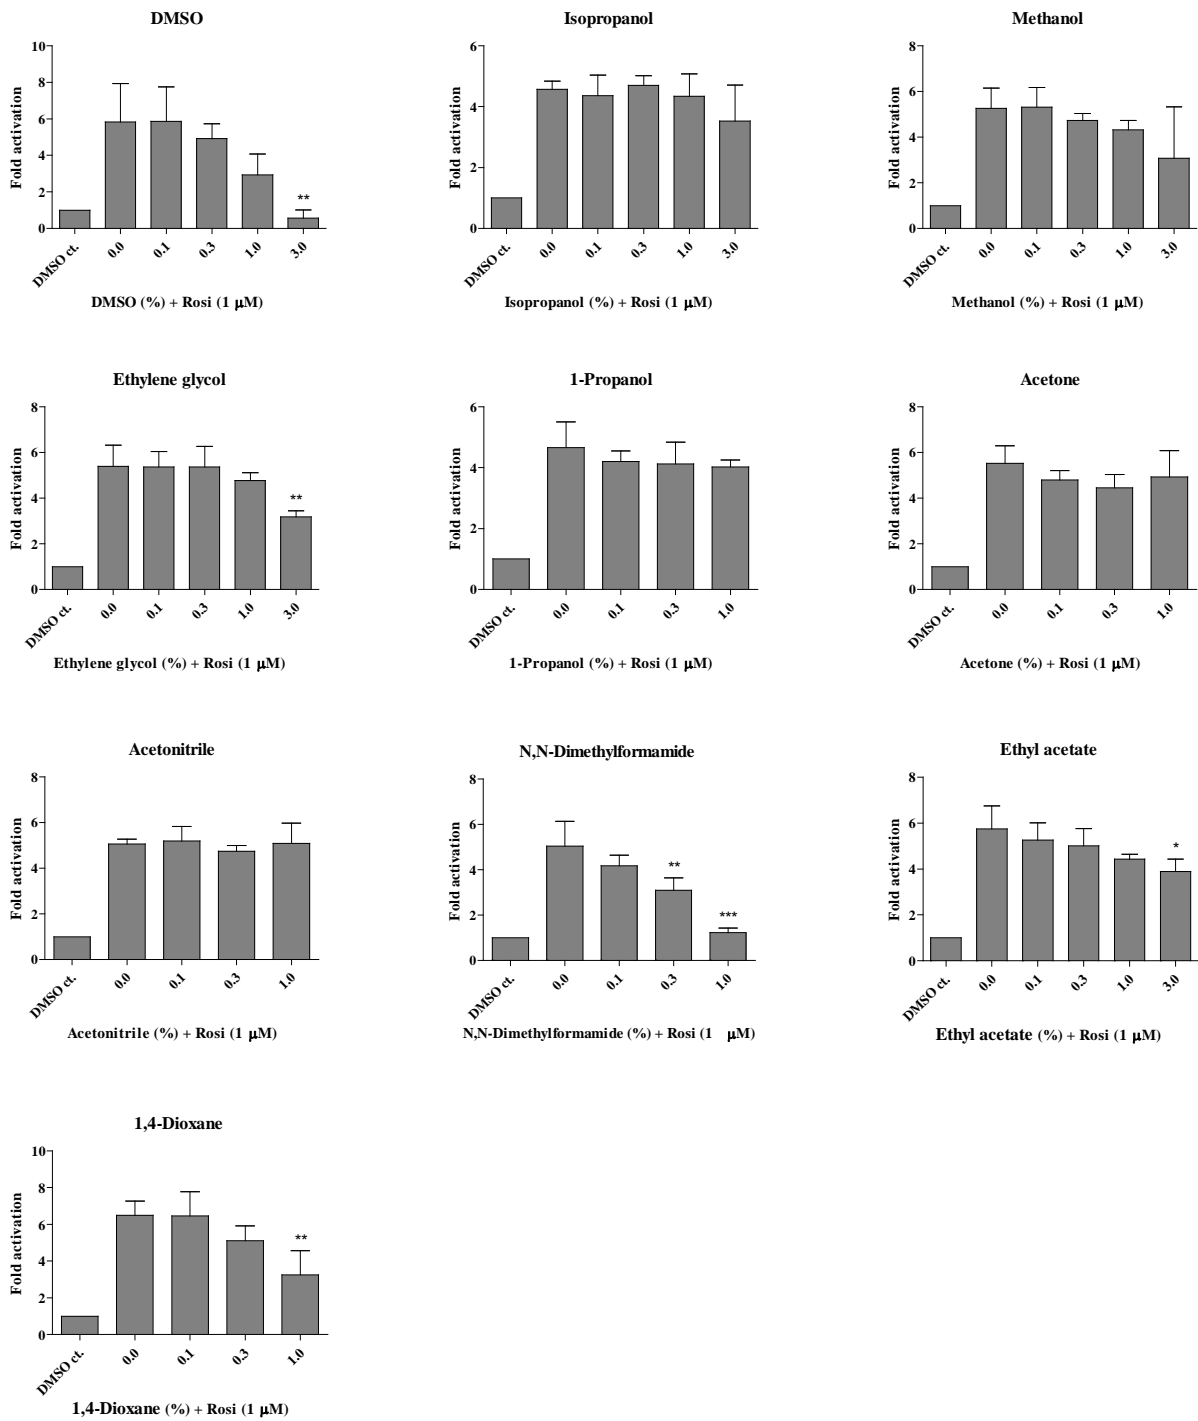 DMSO
Fold activation
10
8
6
4
2
0
**
DMSO ct.
0.0
0.1
0.3
1.0
3.0
DMSO (%) + Rosi (1 μM)
Isopropanol
Fold activation
6
4
2
0
DMSO ct.
0.0
0.1
0.3
1.0
3.0
Isopropanol (%) + Rosi (1 μM)
Methanol
Fold activation
8
6
4
2
0
DMSO ct.
0.0
0.1
0.3
1.0
3.0
Methanol (%) + Rosi (1 μM)
Ethylene glycol
Fold activation
8
6
4
2
0
**
DMSO ct.
0.0
0.1
0.3
1.0
3.0
Ethylene glycol (%) + Rosi (1 μM)
1-Propanol
Fold activation
6
4
2
0
DMSO ct.
0.0
0.1
0.3
1.0
1-Propanol (%) + Rosi (1 μM)
Acetone
Fold activation
8
6
4
2
0
DMSO ct.
0.0
0.1
0.3
1.0
Acetone (%) + Rosi (1 μM)
Acetonitrile
Fold activation
8
6
4
2
0
DMSO ct.
0.0
0.1
0.3
1.0
Acetonitrile (%) + Rosi (1 μM)
N,N-Dimethylformamide
Fold activation
8
6
4
2
0
**
***
DMSO ct.
0.0
0.1
0.3
1.0
N,N-Dimethylformamide (%) + Rosi (1 μM)
Ethyl acetate
Fold activation
8
6
4
2
0
*
DMSO ct.
0.0
0.1
0.3
1.0
3.0
Ethyl acetate (%) + Rosi (1 μM)
1,4-Dioxane
Fold activation
10
8
6
4
2
0
**
DMSO ct.
0.0
0.1
0.3
1.0
1,4-Dioxane (%) + Rosi (1 μM)